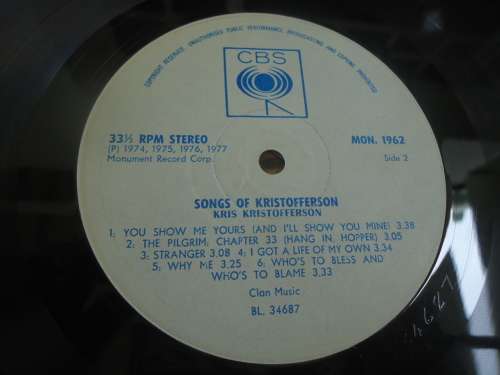 COPYRIGHT RESERVED. UNAUTHORISED PUBLIC PERFORMANCE, BROADCASTING AND COPYING PROHIBITED
CBS
33⅓ RPM STEREO
MON. 1962
(P) 1974, 1975, 1976, 1977
Monument Record Corp.
Side 2
SONGS OF KRISTOFFERSON
KRIS KRISTOFFERSON
1: YOU SHOW ME YOURS (AND I'LL SHOW YOU MINE) 3.38
2: THE PILGRIM, CHAPTER 33 (HANG IN, HOPPER) 3.05
3: STRANGER 3.08 4: I GOT A LIFE OF MY OWN 3.34
5: WHY ME 3.25 6: WHO'S TO BLESS AND
WHO'S TO BLAME 3.33
Clan Music
BL. 34687